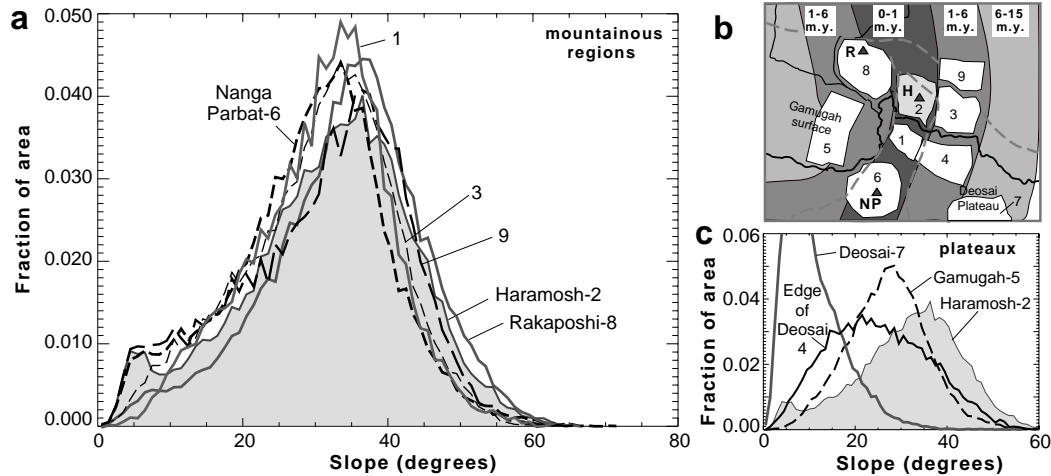 a
mountainous
regions
0.050
0.040
0.030
0.020
0.010
0.000
Fraction of area
0
20
40
60
80
Slope (degrees)
1
Nanga
Parbat-6
3
9
Haramosh-2
Rakaposhi-8
b
1-6
m.y.
0-1
m.y.
1-6
m.y.
6-15
m.y.
R
8
H
2
9
3
Gamugah
surface
5
1
4
6
NP
Deosai
Plateau
7
c
0.06
0.04
0.02
0.00
Fraction of area
plateaux
Deosai-7
Gamugah-5
Haramosh-2
Edge
of
Deosai
4
0
20
40
60
Slope (degrees)